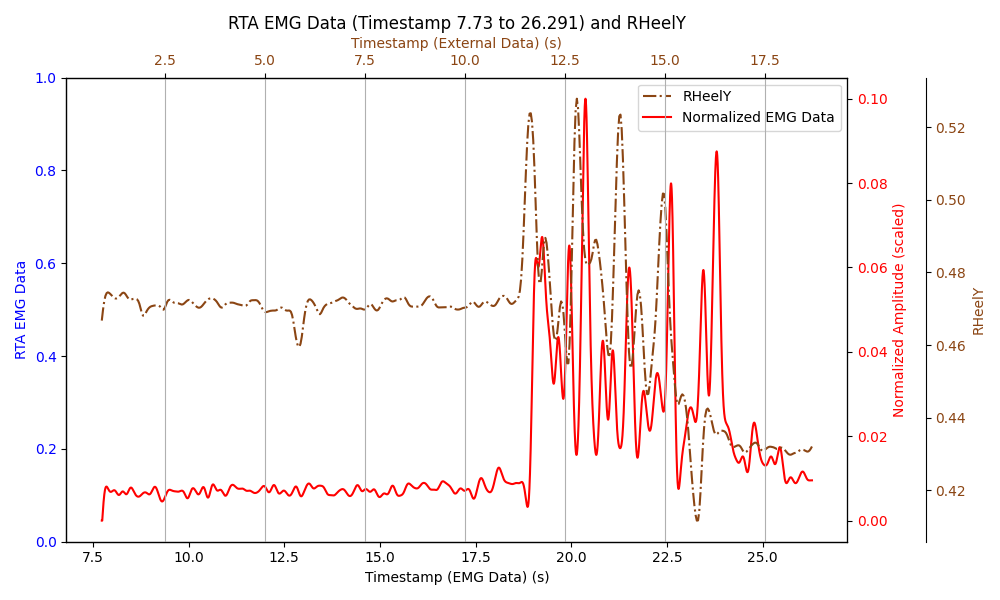 RTA EMG Data (Timestamp 7.73 to 26.291) and RHeelY
Timestamp (External Data) (s)
2.5 5.0 7.5 10.0 12.5 15.0 17.5
RHeelY
Normalized EMG Data
1.0
0.8
0.6
0.4
0.2
0.0
RTA EMG Data
0.10
0.08
0.06
0.04
0.02
0.00
Normalized Amplitude (scaled)
0.52
0.50
0.48
0.46
0.44
0.42
RHeelY
7.5 10.0 12.5 15.0 17.5 20.0 22.5 25.0
Timestamp (EMG Data) (s)